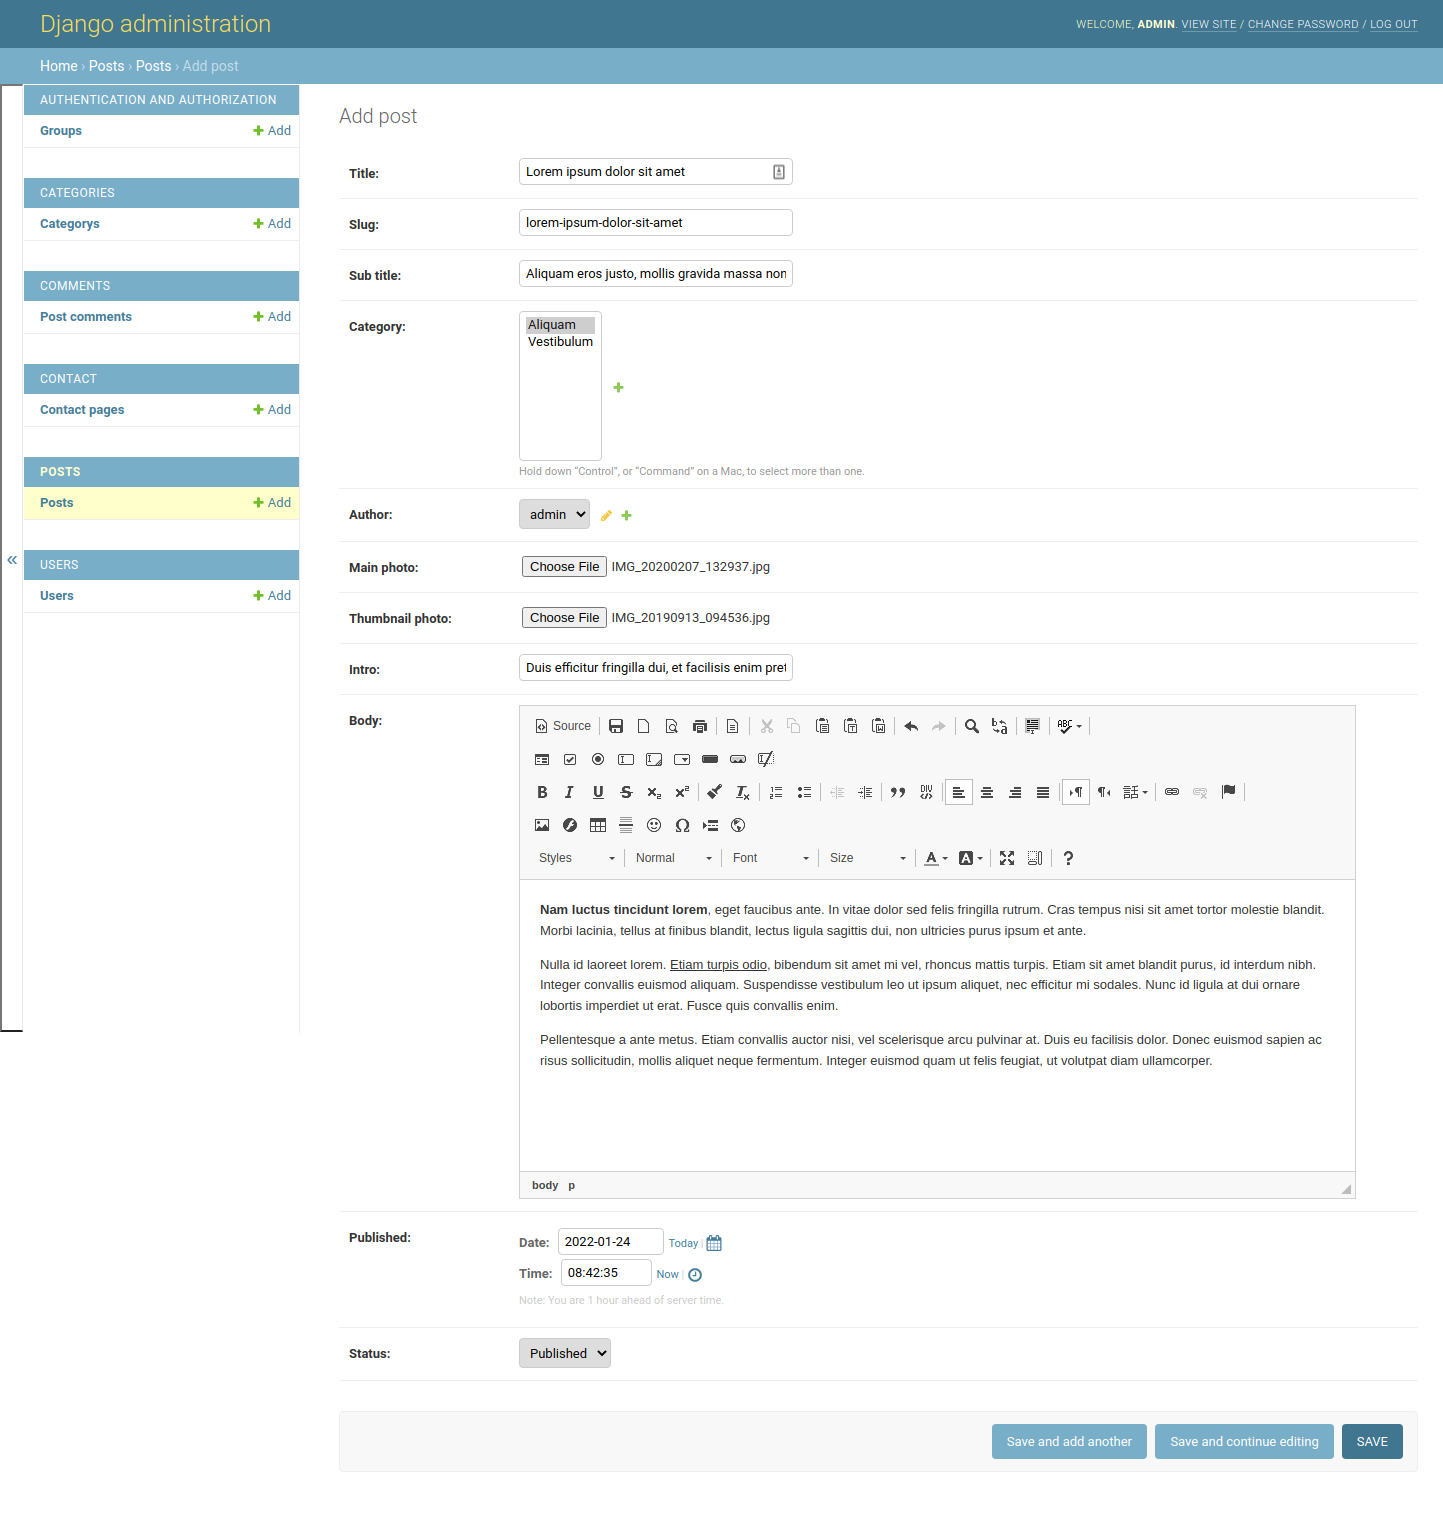 Django administration
WELCOME, ADMIN. VIEW SITE / CHANGE PASSWORD / LOG OUT
Home › Posts › Posts › Add post
AUTHENTICATION AND AUTHORIZATION
Groups
Add
CATEGORIES
Categorys
Add
COMMENTS
Post comments
Add
CONTACT
Contact pages
Add
POSTS
Posts
Add
USERS
Users
Add
«
Add post
Title:
Lorem ipsum dolor sit amet
Slug:
lorem-ipsum-dolor-sit-amet
Sub title:
Aliquam eros justo, mollis gravida massa non
Category:
Aliquam
Vestibulum
Hold down “Control”, or “Command” on a Mac, to select more than one.
Author:
admin
Main photo:
Choose File IMG_20200207_132937.jpg
Thumbnail photo:
Choose File IMG_20190913_094536.jpg
Intro:
Duis efficitur fringilla dui, et facilisis enim pret
Body:
Source
Styles
Normal
Font
Size
Nam luctus tincidunt lorem, eget faucibus ante. In vitae dolor sed felis fringilla rutrum. Cras tempus nisi sit amet tortor molestie blandit.
Morbi lacinia, tellus at finibus blandit, lectus ligula sagittis dui, non ultricies purus ipsum et ante.
Nulla id laoreet lorem. Etiam turpis odio, bibendum sit amet mi vel, rhoncus mattis turpis. Etiam sit amet blandit purus, id interdum nibh.
Integer convallis euismod aliquam. Suspendisse vestibulum leo ut ipsum aliquet, nec efficitur mi sodales. Nunc id ligula at dui ornare
lobortis imperdiet ut erat. Fusce quis convallis enim.
Pellentesque a ante metus. Etiam convallis auctor nisi, vel scelerisque arcu pulvinar at. Duis eu facilisis dolor. Donec euismod sapien ac
risus sollicitudin, mollis aliquet neque fermentum. Integer euismod quam ut felis feugiat, ut volutpat diam ullamcorper.
body p
Published:
Date: 2022-01-24 Today |
Time: 08:42:35 Now |
Note: You are 1 hour ahead of server time.
Status:
Published
Save and add another
Save and continue editing
SAVE